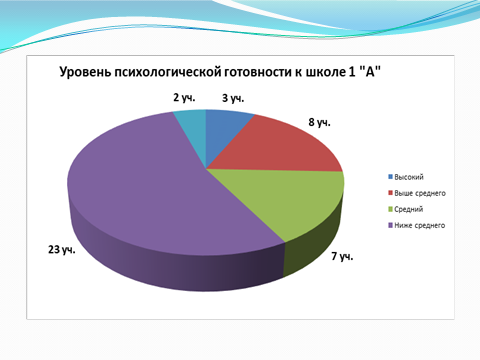 Уровень психологической готовности к школе 1 "А"
2 уч.
3 уч.
8 уч.
7 уч.
23 уч.
Высокий
Выше среднего
Средний
Ниже среднего